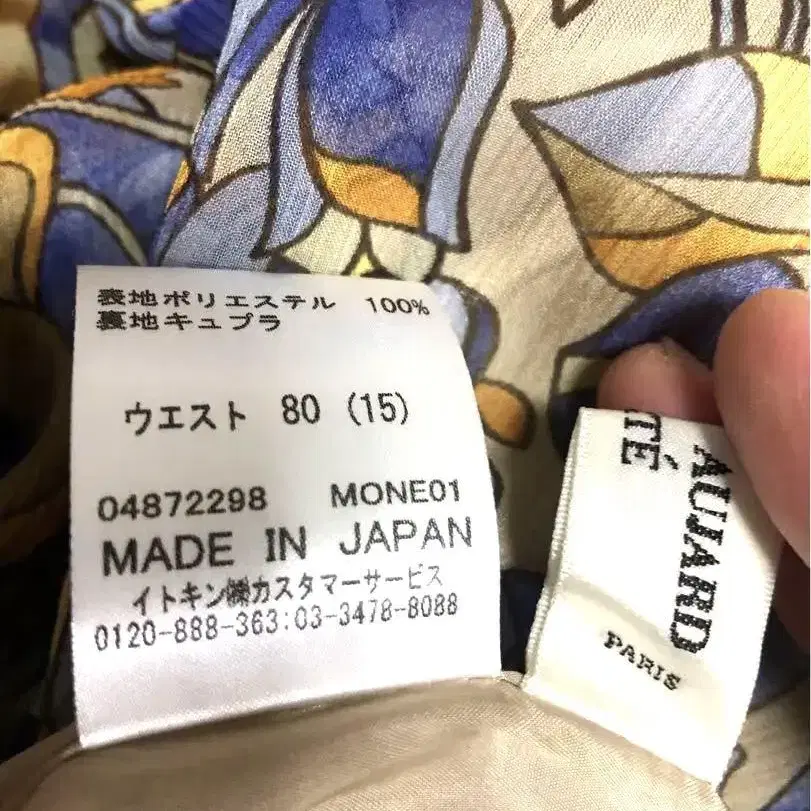 表地ポリエステル 100%
裏地キュプラ
ウエスト 80 (15)
04872298 MONE01
MADE IN JAPAN
イトキン㈱カスタマーサービス
0120-888-363:03-3478-8088
AUJARD
TÉ
PARIS